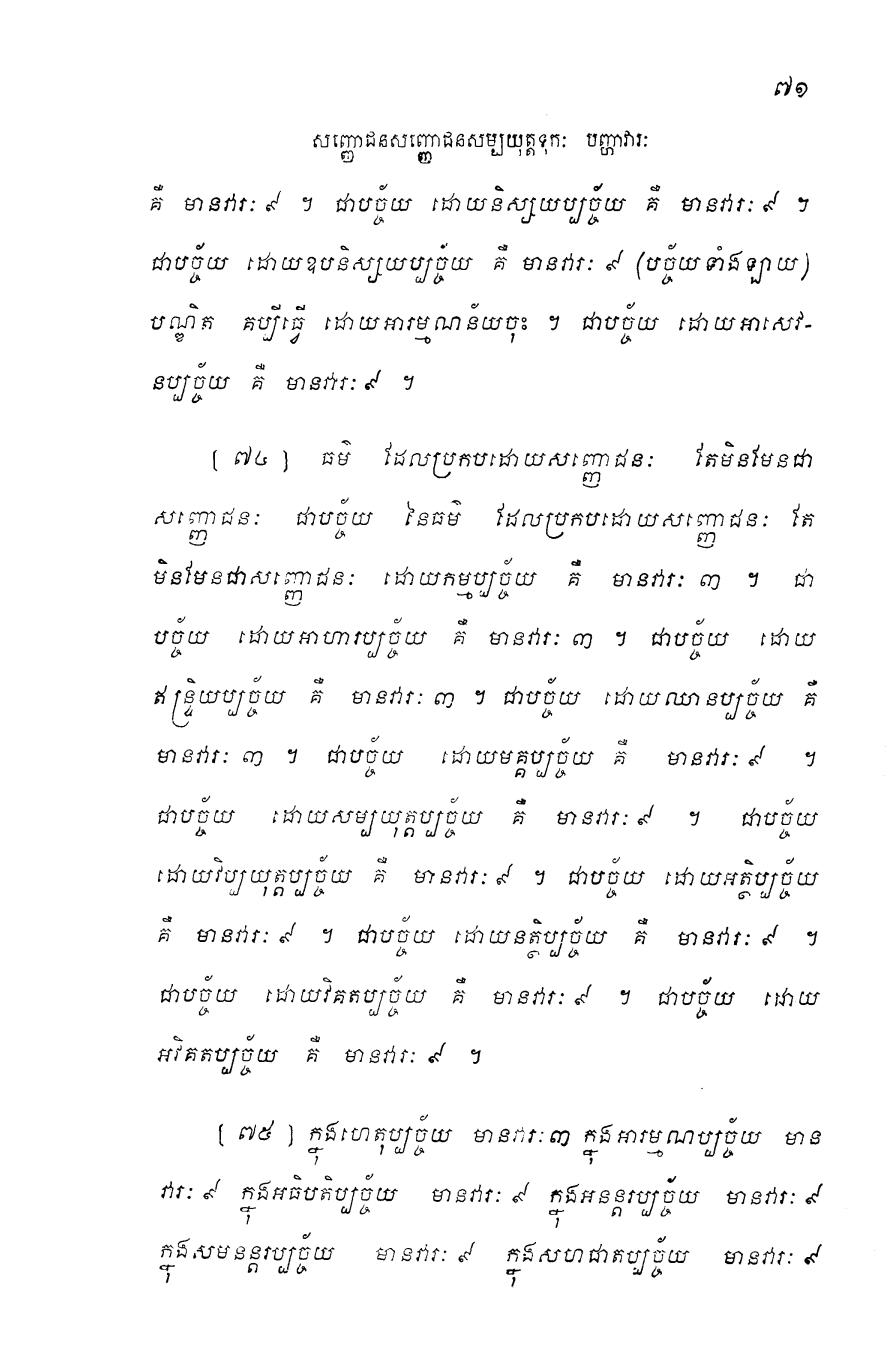 ៧១
សញ្ញោជនសញ្ញោជនសម្បយុត្តទុកៈ បញ្ហាវារៈ
គឺ មានវារៈ ៩ ។ ជាបច្ច័យ ដោយនិស្សយប្បច្ច័យ គឺ មានវារៈ ៩ ។
ជាបច្ច័យ ដោយឧបនិស្សយប្បច្ច័យ គឺ មានវារៈ ៩ (បច្ច័យទាំងឡាយ)
បណ្ឌិត គប្បីធ្វើ ដោយអារម្មណន័យចុះ ។ ជាបច្ច័យ ដោយអាសេវ-
នប្បច្ច័យ គឺ មានវារៈ ៩ ។
[ ៧៤ ] ធម៌ ដែលប្រកបដោយសញ្ញោជនៈ តែមិនមែនជា
សញ្ញោជនៈ ជាបច្ច័យ នៃធម៌ ដែលប្រកបដោយសញ្ញោជនៈ តែ
មិនមែនជាសញ្ញោជនៈ ដោយកម្មប្បច្ច័យ គឺ មានវារៈ ៣ ។ ជា
បច្ច័យ ដោយអាហារប្បច្ច័យ គឺ មានវារៈ ៣ ។ ជាបច្ច័យ ដោយ
ឥន្ទ្រិយប្បច្ច័យ គឺ មានវារៈ ៣ ។ ជាបច្ច័យ ដោយឈានប្បច្ច័យ គឺ
មានវារៈ ៣ ។ ជាបច្ច័យ ដោយមគ្គប្បច្ច័យ គឺ មានវារៈ ៩ ។
ជាបច្ច័យ ដោយសម្បយុត្តប្បច្ច័យ គឺ មានវារៈ ៩ ។ ជាបច្ច័យ
ដោយវិប្បយុត្តប្បច្ច័យ គឺ មានវារៈ ៩ ។ ជាបច្ច័យ ដោយអត្ថិប្បច្ច័យ
គឺ មានវារៈ ៩ ។ ជាបច្ច័យ ដោយនត្ថិប្បច្ច័យ គឺ មានវារៈ ៩ ។
ជាបច្ច័យ ដោយវិគតប្បច្ច័យ គឺ មានវារៈ ៩ ។ ជាបច្ច័យ ដោយ
អវិគតប្បច្ច័យ គឺ មានវារៈ ៩ ។
[ ៧៥ ] ក្នុងហេតុប្បច្ច័យ មានវារៈ ៣ ក្នុងអារម្មណប្បច្ច័យ មាន
វារៈ ៩ ក្នុងអធិបតិប្បច្ច័យ មានវារៈ ៩ ក្នុងអនន្តរប្បច្ច័យ មានវារៈ ៩
ក្នុងសមនន្តរប្បច្ច័យ មានវារៈ ៩ ក្នុងសហជាតប្បច្ច័យ មានវារៈ ៩